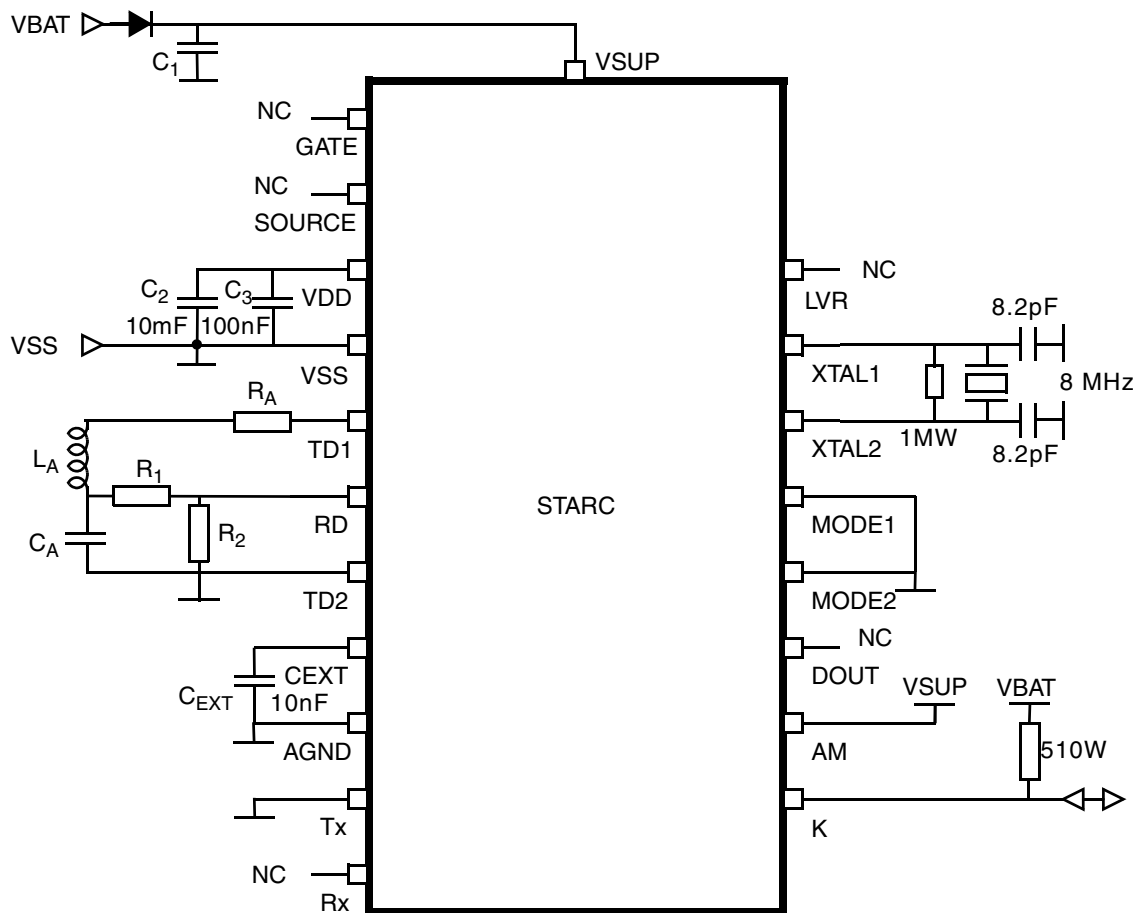 VBAT
C1
VSUP
NC
GATE
NC
SOURCE
C2
C3
VDD
10mF
100nF
VSS
VSS
RA
TD1
LA
R1
RD
CA
R2
TD2
CEXT
CEXT
10nF
AGND
Tx
NC
Rx
STARC
NC
LVR
8.2pF
XTAL1
8 MHz
1MW
XTAL2
8.2pF
MODE1
MODE2
NC
DOUT
VSUP
VBAT
AM
510W
K